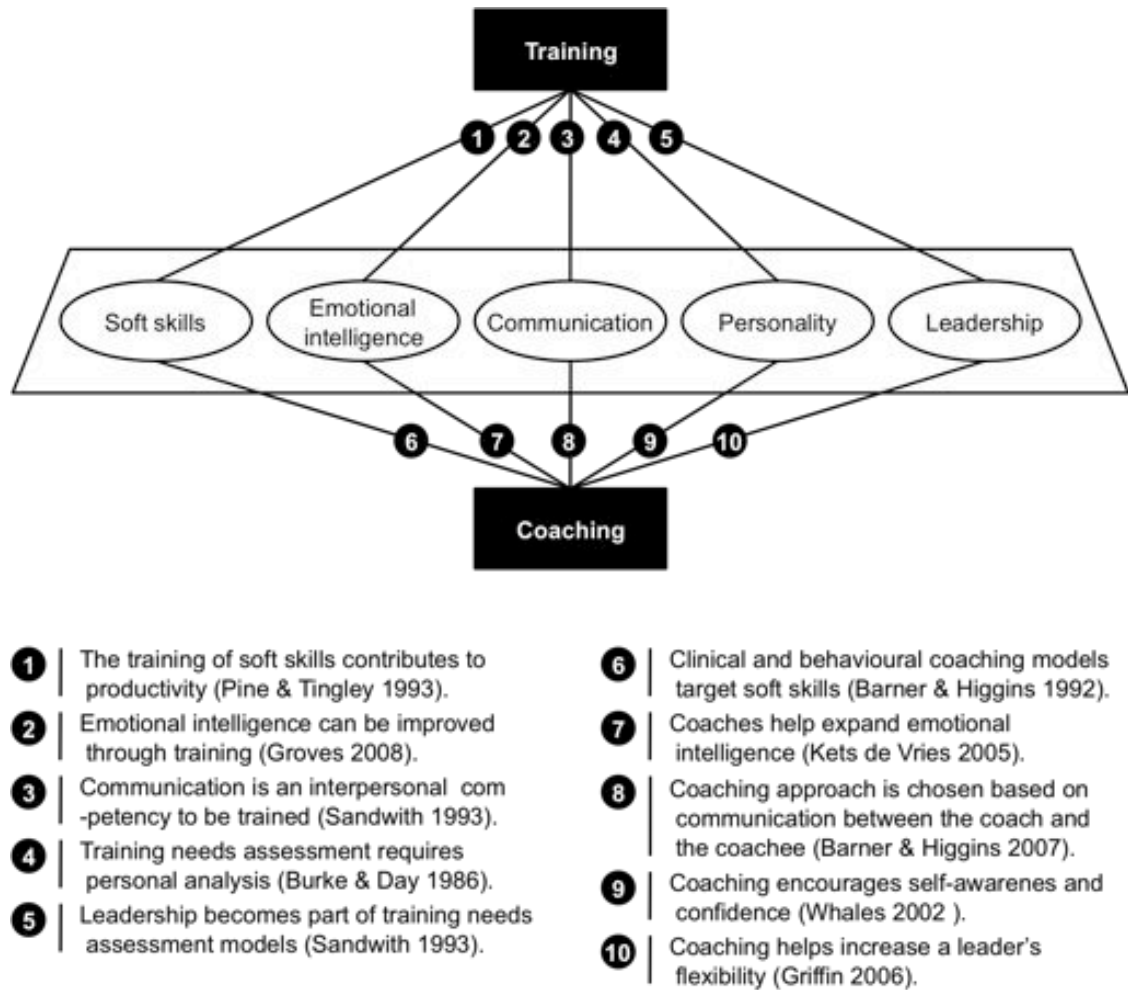 Training
1 2 3 4 5
Soft skills
Emotional
intelligence
Communication
Personality
Leadership
6 7 8 9 10
Coaching
1 The training of soft skills contributes to
productivity (Pine & Tingley 1993).
2 Emotional intelligence can be improved
through training (Groves 2008).
3 Communication is an interpersonal com
-petency to be trained (Sandwith 1993).
4 Training needs assessment requires
personal analysis (Burke & Day 1986).
5 Leadership becomes part of training needs
assessment models (Sandwith 1993).
6 Clinical and behavioural coaching models
target soft skills (Barner & Higgins 1992).
7 Coaches help expand emotional
intelligence (Kets de Vries 2005).
8 Coaching approach is chosen based on
communication between the coach and
the coachee (Barner & Higgins 2007).
9 Coaching encourages self-awarenes and
confidence (Whales 2002 ).
10 Coaching helps increase a leader's
flexibility (Griffin 2006).